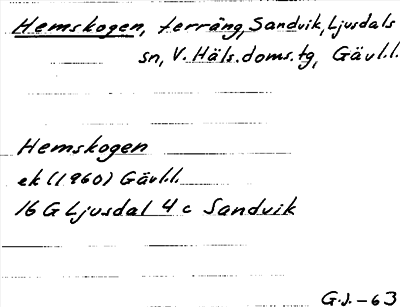 Hemskogen, terräng, Sandvik, Ljusdals
sn, V. Häls. doms. tg, Gävl.l.
Hemskogen
ek (1960) Gävl.l.
16 G Ljusdal 4 c Sandvik
G.J. - 63